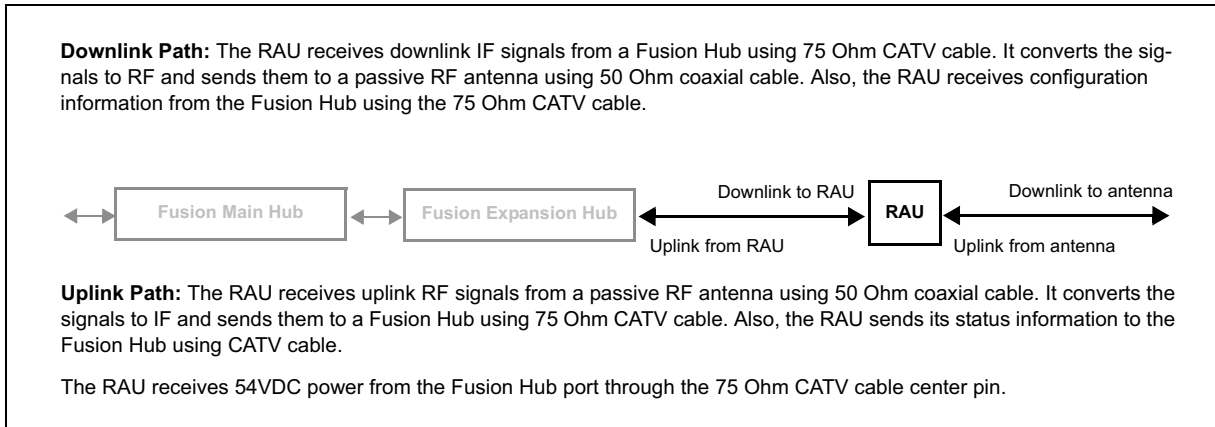 Downlink Path: The RAU receives downlink IF signals from a Fusion Hub using 75 Ohm CATV cable. It converts the sig-
nals to RF and sends them to a passive RF antenna using 50 Ohm coaxial cable. Also, the RAU receives configuration
information from the Fusion Hub using the 75 Ohm CATV cable.
Downlink to RAU
Downlink to antenna
Fusion Main Hub
Fusion Expansion Hub
RAU
Uplink from RAU
Uplink from antenna
Uplink Path: The RAU receives uplink RF signals from a passive RF antenna using 50 Ohm coaxial cable. It converts the
signals to IF and sends them to a Fusion Hub using 75 Ohm CATV cable. Also, the RAU sends its status information to the
Fusion Hub using CATV cable.
The RAU receives 54VDC power from the Fusion Hub port through the 75 Ohm CATV cable center pin.